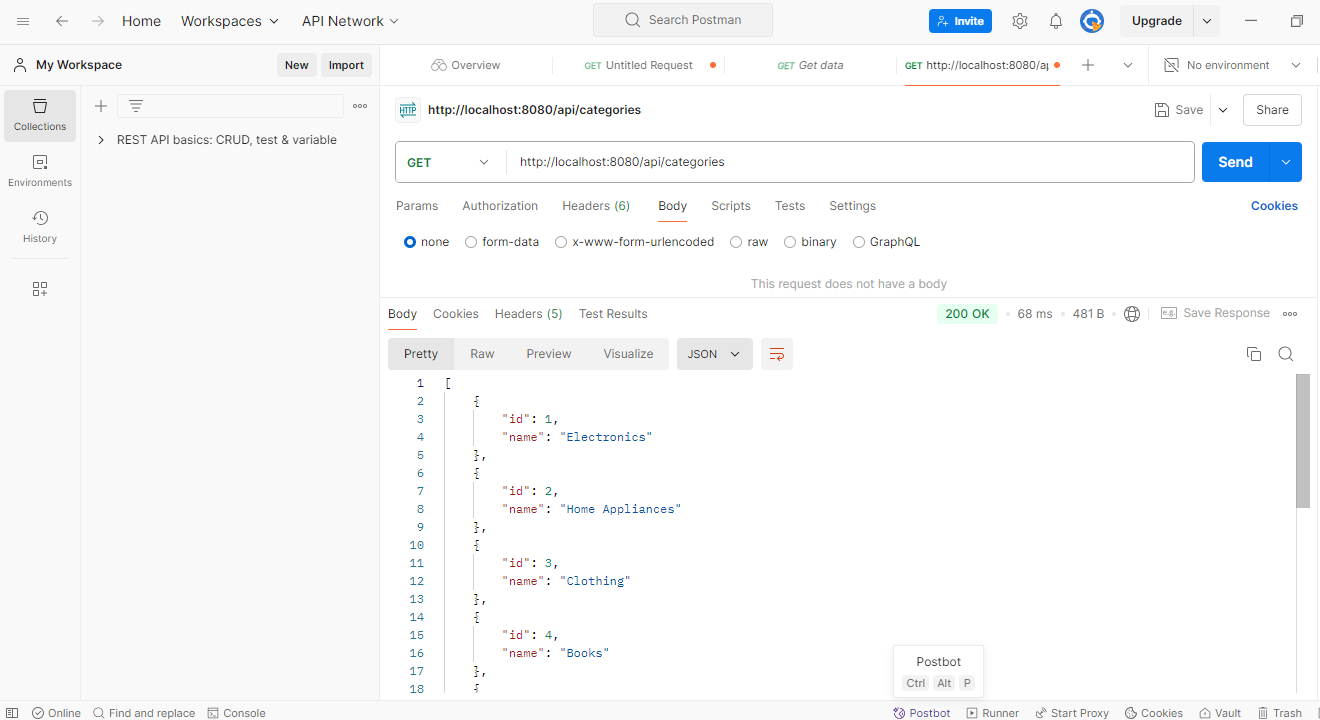 Home Workspaces API Network Search Postman Invite Upgrade
My Workspace New Import Overview GET Untitled Request GET Get data GET http://localhost:8080/ap No environment
Collections
Environments
History
REST API basics: CRUD, test & variable
HTTP http://localhost:8080/api/categories Save Share
GET http://localhost:8080/api/categories Send
Params Authorization Headers (6) Body Scripts Tests Settings Cookies
none form-data x-www-form-urlencoded raw binary GraphQL
This request does not have a body
Body Cookies Headers (5) Test Results 200 OK 68 ms 481 B e.g. Save Response
Pretty Raw Preview Visualize JSON
1 [
2 {
3 "id": 1,
4 "name": "Electronics"
5 },
6 {
7 "id": 2,
8 "name": "Home Appliances"
9 },
10 {
11 "id": 3,
12 "name": "Clothing"
13 },
14 {
15 "id": 4,
16 "name": "Books"
17 },
18 {
Postbot
Ctrl Alt P
Online Find and replace Console Postbot Runner Start Proxy Cookies Vault Trash